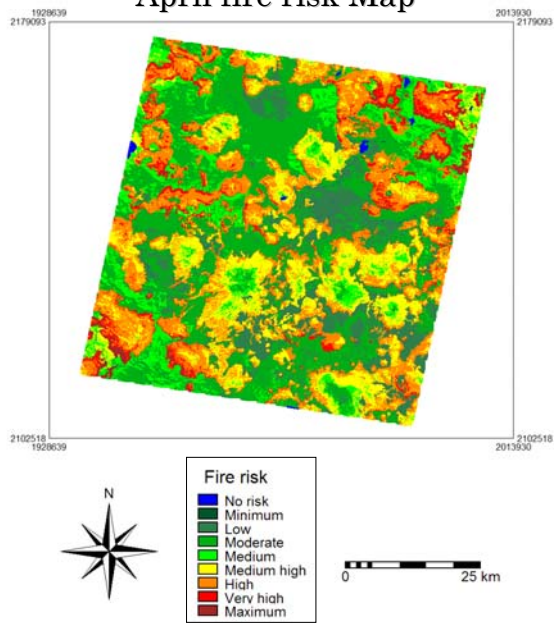 April fire risk Map
1928639 2013930
2179093 2179093
2102518 2102518
1928639 2013930
N
Fire risk
No risk
Minimum
Low
Moderate
Medium
Medium high
High
Very high
Maximum
0 25 km